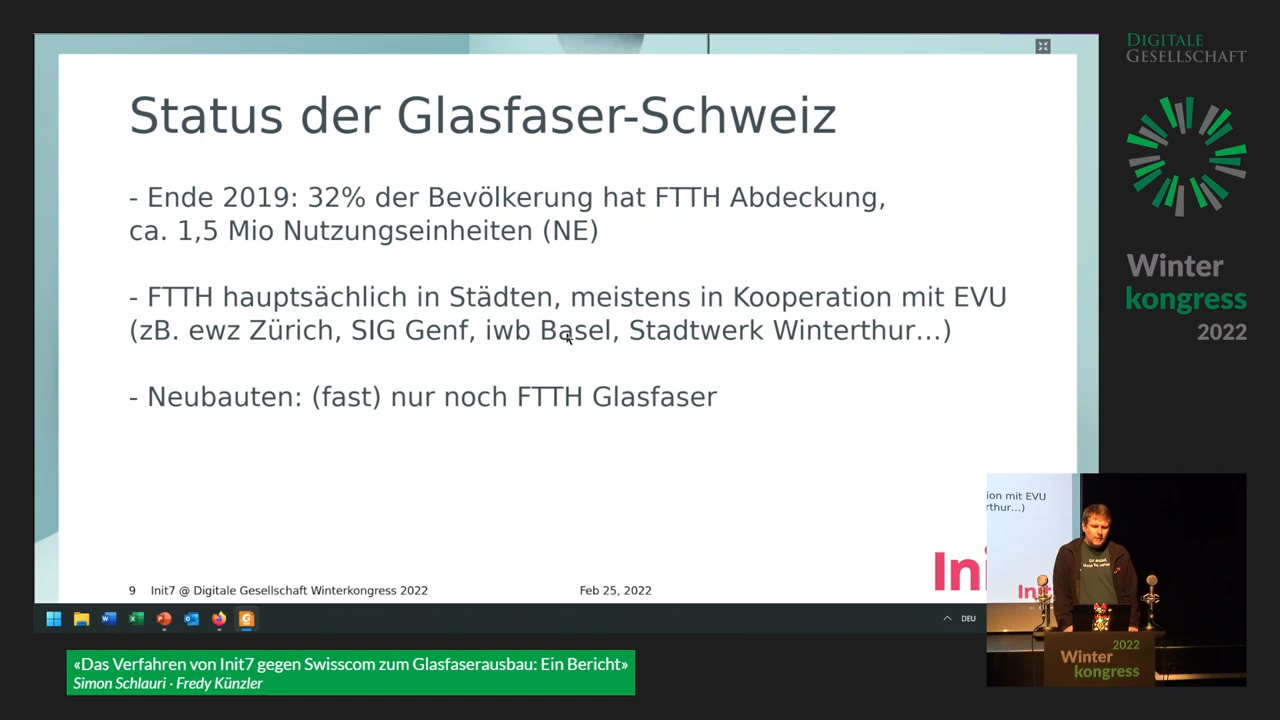 Status der Glasfaser-Schweiz
- Ende 2019: 32% der Bevölkerung hat FTTH Abdeckung,
ca. 1,5 Mio Nutzungseinheiten (NE)
- FTTH hauptsächlich in Städten, meistens in Kooperation mit EVU
(zB. ewz Zürich, SIG Genf, iwb Basel, Stadtwerk Winterthur...)
- Neubauten: (fast) nur noch FTTH Glasfaser
9 Init7 @ Digitale Gesellschaft Winterkongress 2022 Feb 25, 2022
Ini
DEU
DIGITALE
GESELLSCHAFT
Winter
kongress
2022
ion mit EVU
rthur...)
Init
2022
Winter
kongress
«Das Verfahren von Init7 gegen Swisscom zum Glasfaserausbau: Ein Bericht»
Simon Schlauri · Fredy Künzler